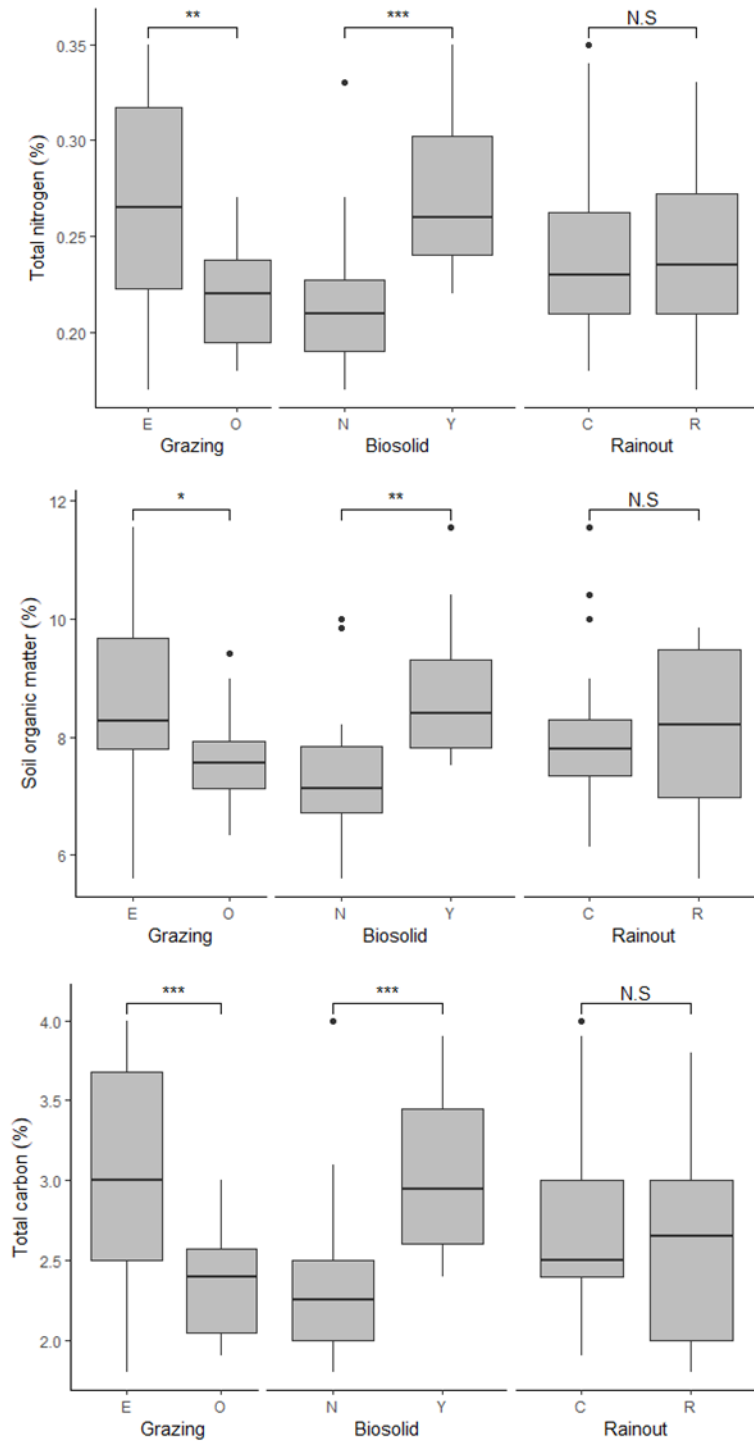 ** *** N.S
0.35
0.30
0.25
0.20
Total nitrogen (%)
E O N Y C R
Grazing Biosolid Rainout
* ** N.S
12
10
8
6
Soil organic matter (%)
E O N Y C R
Grazing Biosolid Rainout
*** *** N.S
4.0
3.5
3.0
2.5
2.0
Total carbon (%)
E O N Y C R
Grazing Biosolid Rainout